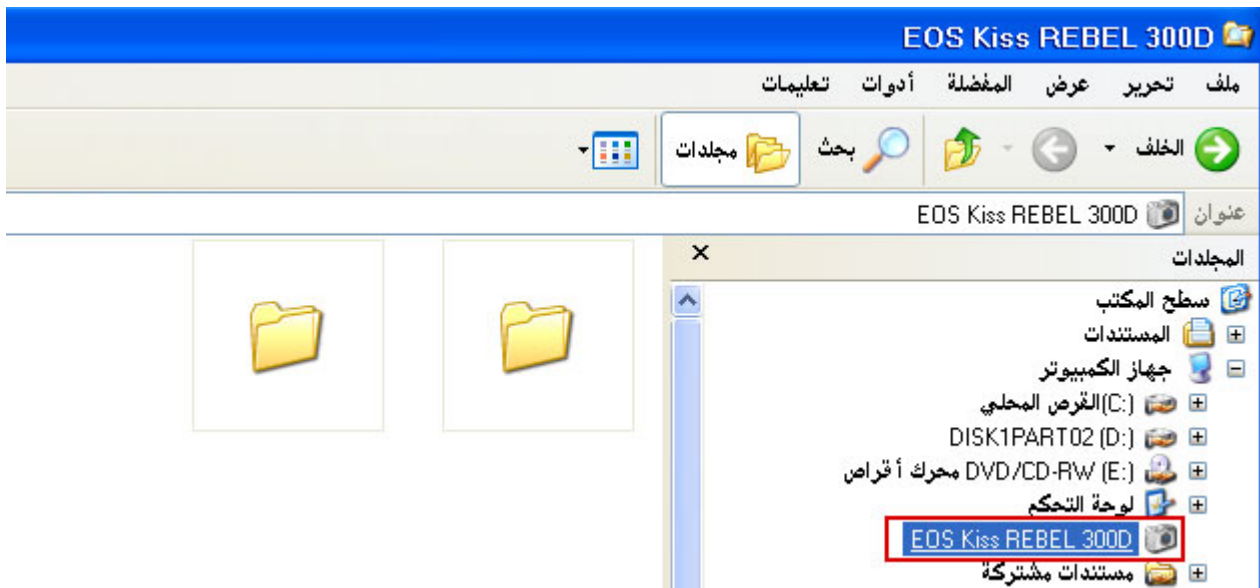 EOS Kiss REBEL 300D
ملف تحرير عرض المفضلة أدوات تعليمات
الخلف بحث مجلدات
عنوان EOS Kiss REBEL 300D
المجلدات
سطح المكتب
المستندات
جهاز الكمبيوتر
القرص المحلي(C:)
DISK1PART02 (D:)
محرك أقراص DVD/CD-RW (E:)
لوحة التحكم
EOS Kiss REBEL 300D
مستندات مشتركة